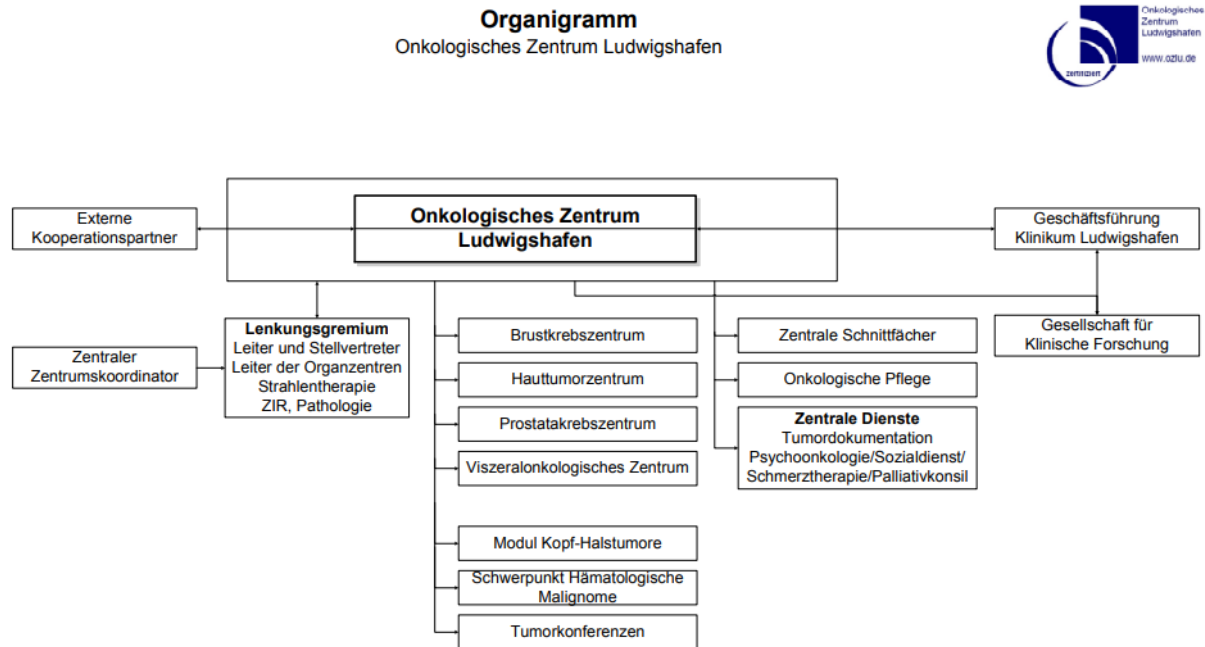 Organigramm
Onkologisches Zentrum Ludwigshafen
Onkologisches
Zentrum
Ludwigshafen
www.ozlu.de
zertifiziert
Externe
Kooperationspartner
Onkologisches Zentrum
Ludwigshafen
Geschäftsführung
Klinikum Ludwigshafen
Zentraler
Zentrumskoordinator
Lenkungsgremium
Leiter und Stellvertreter
Leiter der Organzentren
Strahlentherapie
ZIR, Pathologie
Brustkrebszentrum
Hauttumorzentrum
Prostatakrebszentrum
Viszeralonkologisches Zentrum
Modul Kopf-Halstumore
Schwerpunkt Hämatologische
Malignome
Tumorkonferenzen
Zentrale Schnittfächer
Onkologische Pflege
Zentrale Dienste
Tumordokumentation
Psychoonkologie/Sozialdienst/
Schmerztherapie/Palliativkonsil
Gesellschaft für
Klinische Forschung